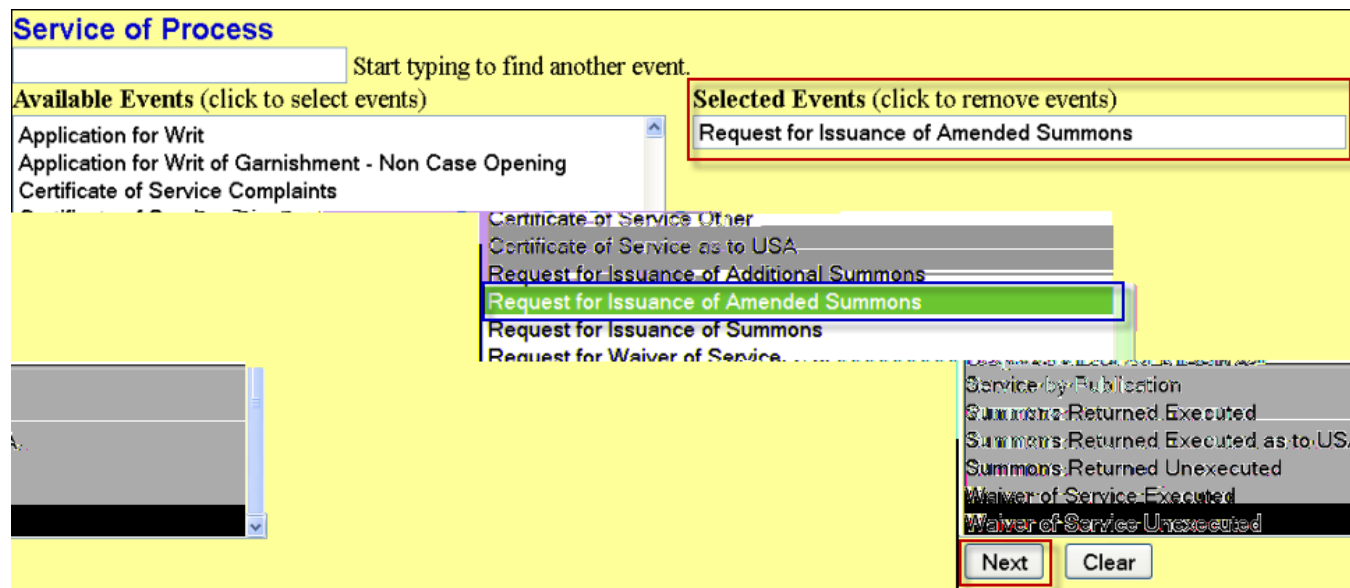 Service of Process
Start typing to find another event.
Available Events (click to select events)
Selected Events (click to remove events)
Application for Writ
Request for Issuance of Amended Summons
Application for Writ of Garnishment - Non Case Opening
Certificate of Service Complaints
Certificate of Service Other
Certificate of Service as to USA
Request for Issuance of Additional Summons
Request for Issuance of Amended Summons
Request for Issuance of Summons
Request for Waiver of Service
Service by Publication
Summons Returned Executed
Summons Returned Executed as to US
Summons Returned Unexecuted
Waiver of Service Executed
Waiver of Service Unexecuted
Next
Clear